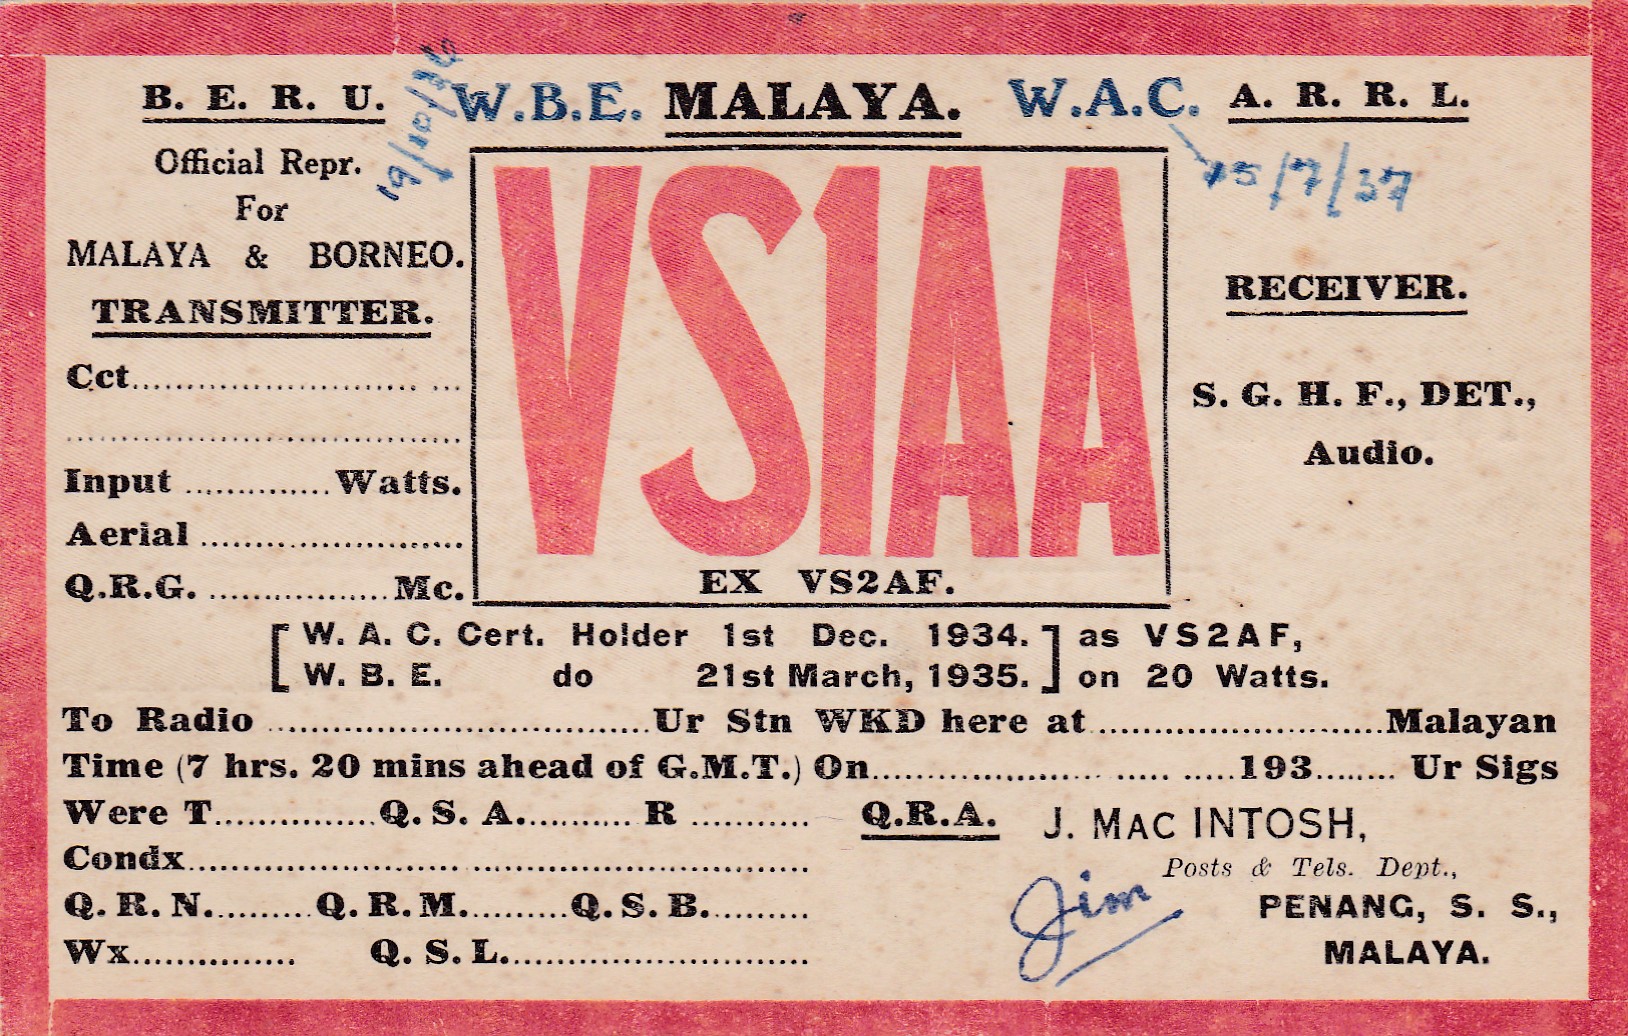 B. E. R. U. W.B.E. MALAYA. W.A.C. A. R. R. L.
19/10/36
15/7/37
Official Repr.
For
MALAYA & BORNEO.
TRANSMITTER.
Cct.............................
.......................................
Input ..............Watts.
Aerial .........................
Q.R.G. .................Mc.
VS1AA
EX VS2AF.
RECEIVER.
S. G. H. F., DET.,
Audio.
[W. A. C. Cert. Holder 1st Dec. 1934.] as VS2AF,
[W. B. E. do 21st March, 1935.] on 20 Watts.
To Radio ...................................Ur Stn WKD here at...........................Malayan
Time (7 hrs. 20 mins ahead of G.M.T.) On................................193........ Ur Sigs
Were T...............Q. S. A........... R ...........
Condx.........................................................
Q. R. N..........Q. R. M..........Q. S. B..........
Wx............... Q. S. L............................
Q.R.A. J. MAC INTOSH,
Posts & Tels. Dept.,
Jim
PENANG, S. S.,
MALAYA.